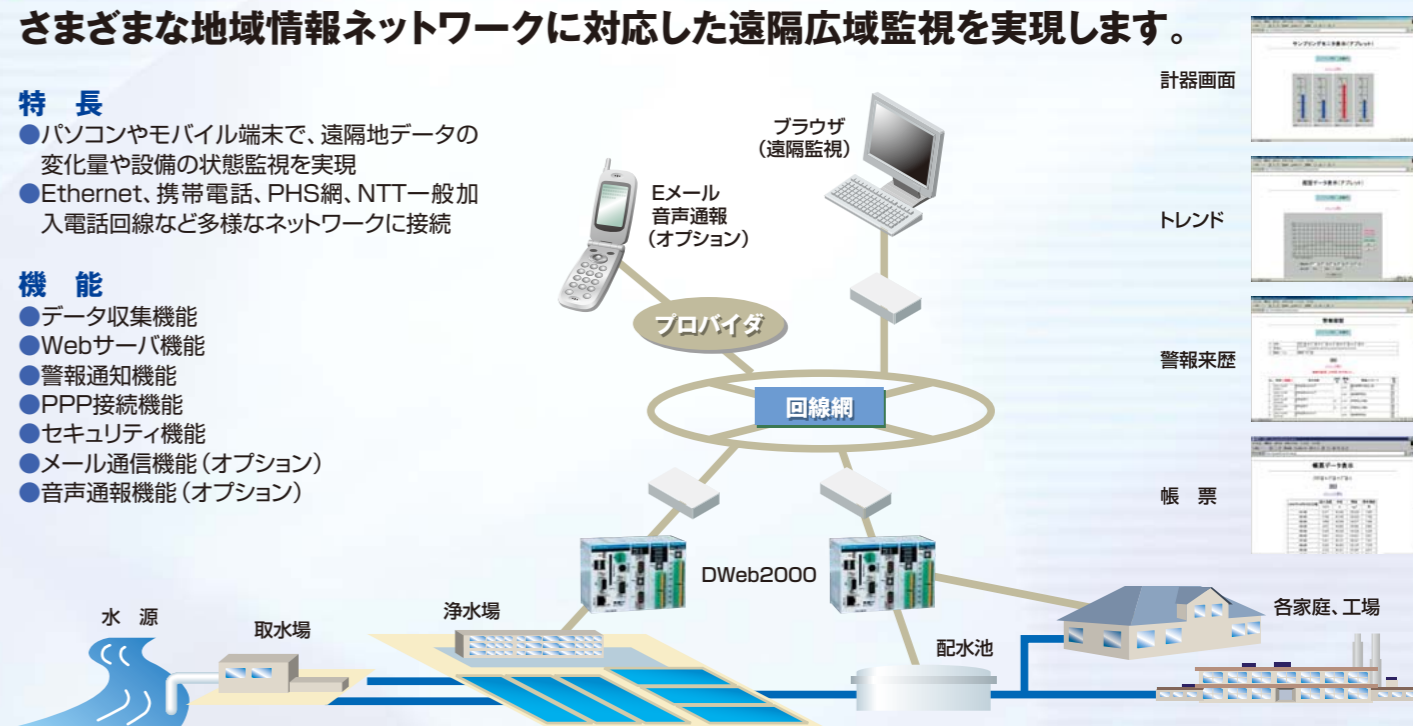 さまざまな地域情報ネットワークに対応した遠隔広域監視を実現します。
特　長
●パソコンやモバイル端末で、遠隔地データの
変化量や設備の状態監視を実現
●Ethernet、携帯電話、PHS網、NTT一般加
入電話回線など多様なネットワークに接続
機　能
●データ収集機能
●Webサーバ機能
●警報通知機能
●PPP接続機能
●セキュリティ機能
●メール通信機能（オプション）
●音声通報機能（オプション）
Eメール
音声通報
（オプション）
ブラウザ
（遠隔監視）
プロバイダ
回線網
DWeb2000
水　源
取水場
浄水場
配水池
各家庭、工場
計器画面
トレンド
警報来歴
帳　票
帳票データ表示